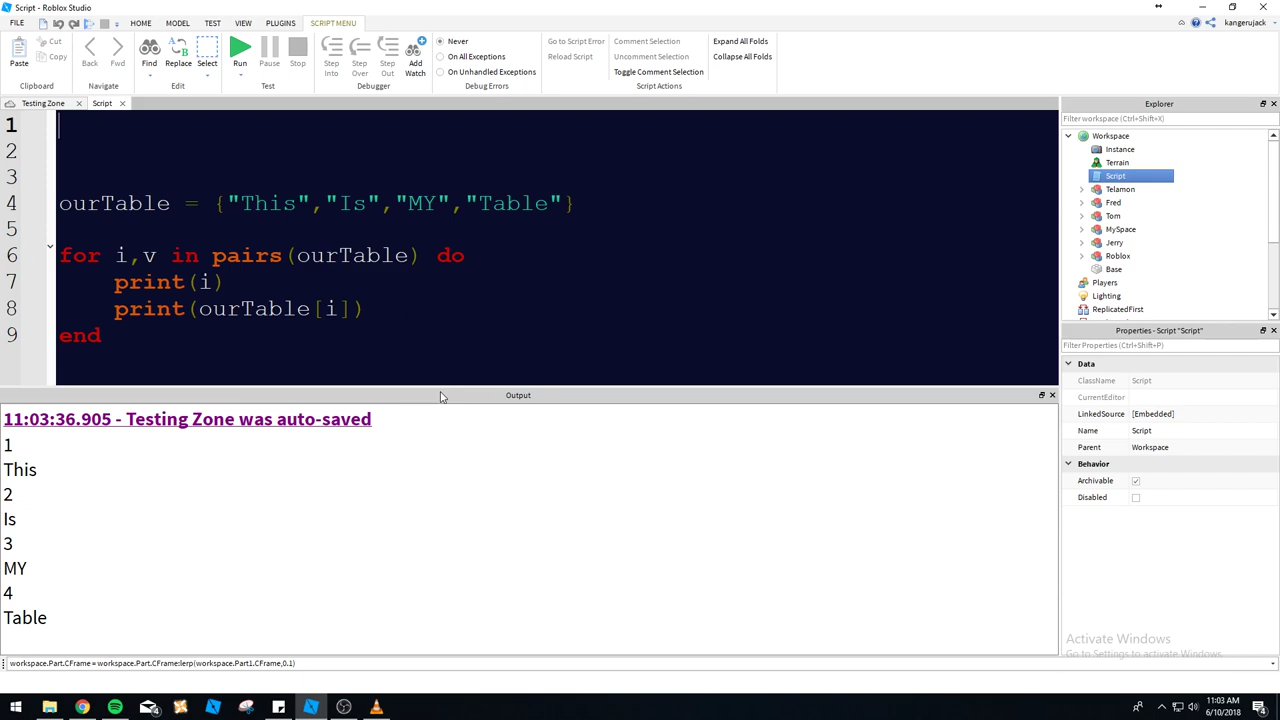 Script - Roblox Studio
FILE HOME MODEL TEST VIEW PLUGINS SCRIPT MENU kangerujack
Paste Cut Copy
Clipboard
Back Fwd
Navigate
Find Replace Select
Edit
Run Pause Stop
Test
Step Into Step Over Step Out Add Watch
Debugger
Never
On All Exceptions
On Unhandled Exceptions
Debug Errors
Go to Script Error
Reload Script
Comment Selection
Uncomment Selection
Toggle Comment Selection
Expand All Folds
Collapse All Folds
Script Actions
Testing Zone Script
1
2
3
4 ourTable = {"This","Is","MY","Table"}
5
6 for i,v in pairs(ourTable) do
7 print(i)
8 print(ourTable[i])
9 end
Output
11:03:36.905 - Testing Zone was auto-saved
1
This
2
Is
3
MY
4
Table
workspace.Part.CFrame = workspace.Part.CFrame:lerp(workspace.Part1.CFrame,0.1)
Explorer
Filter workspace (Ctrl+Shift+X)
Workspace
Instance
Terrain
Script
Telamon
Fred
Tom
MySpace
Jerry
Roblox
Base
Players
Lighting
ReplicatedFirst
Properties - Script "Script"
Filter Properties (Ctrl+Shift+P)
Data
ClassName Script
CurrentEditor
LinkedSource [Embedded]
Name Script
Parent Workspace
Behavior
Archivable
Disabled
Activate Windows
Go to Settings to activate Windows.
11:03 AM
6/10/2018